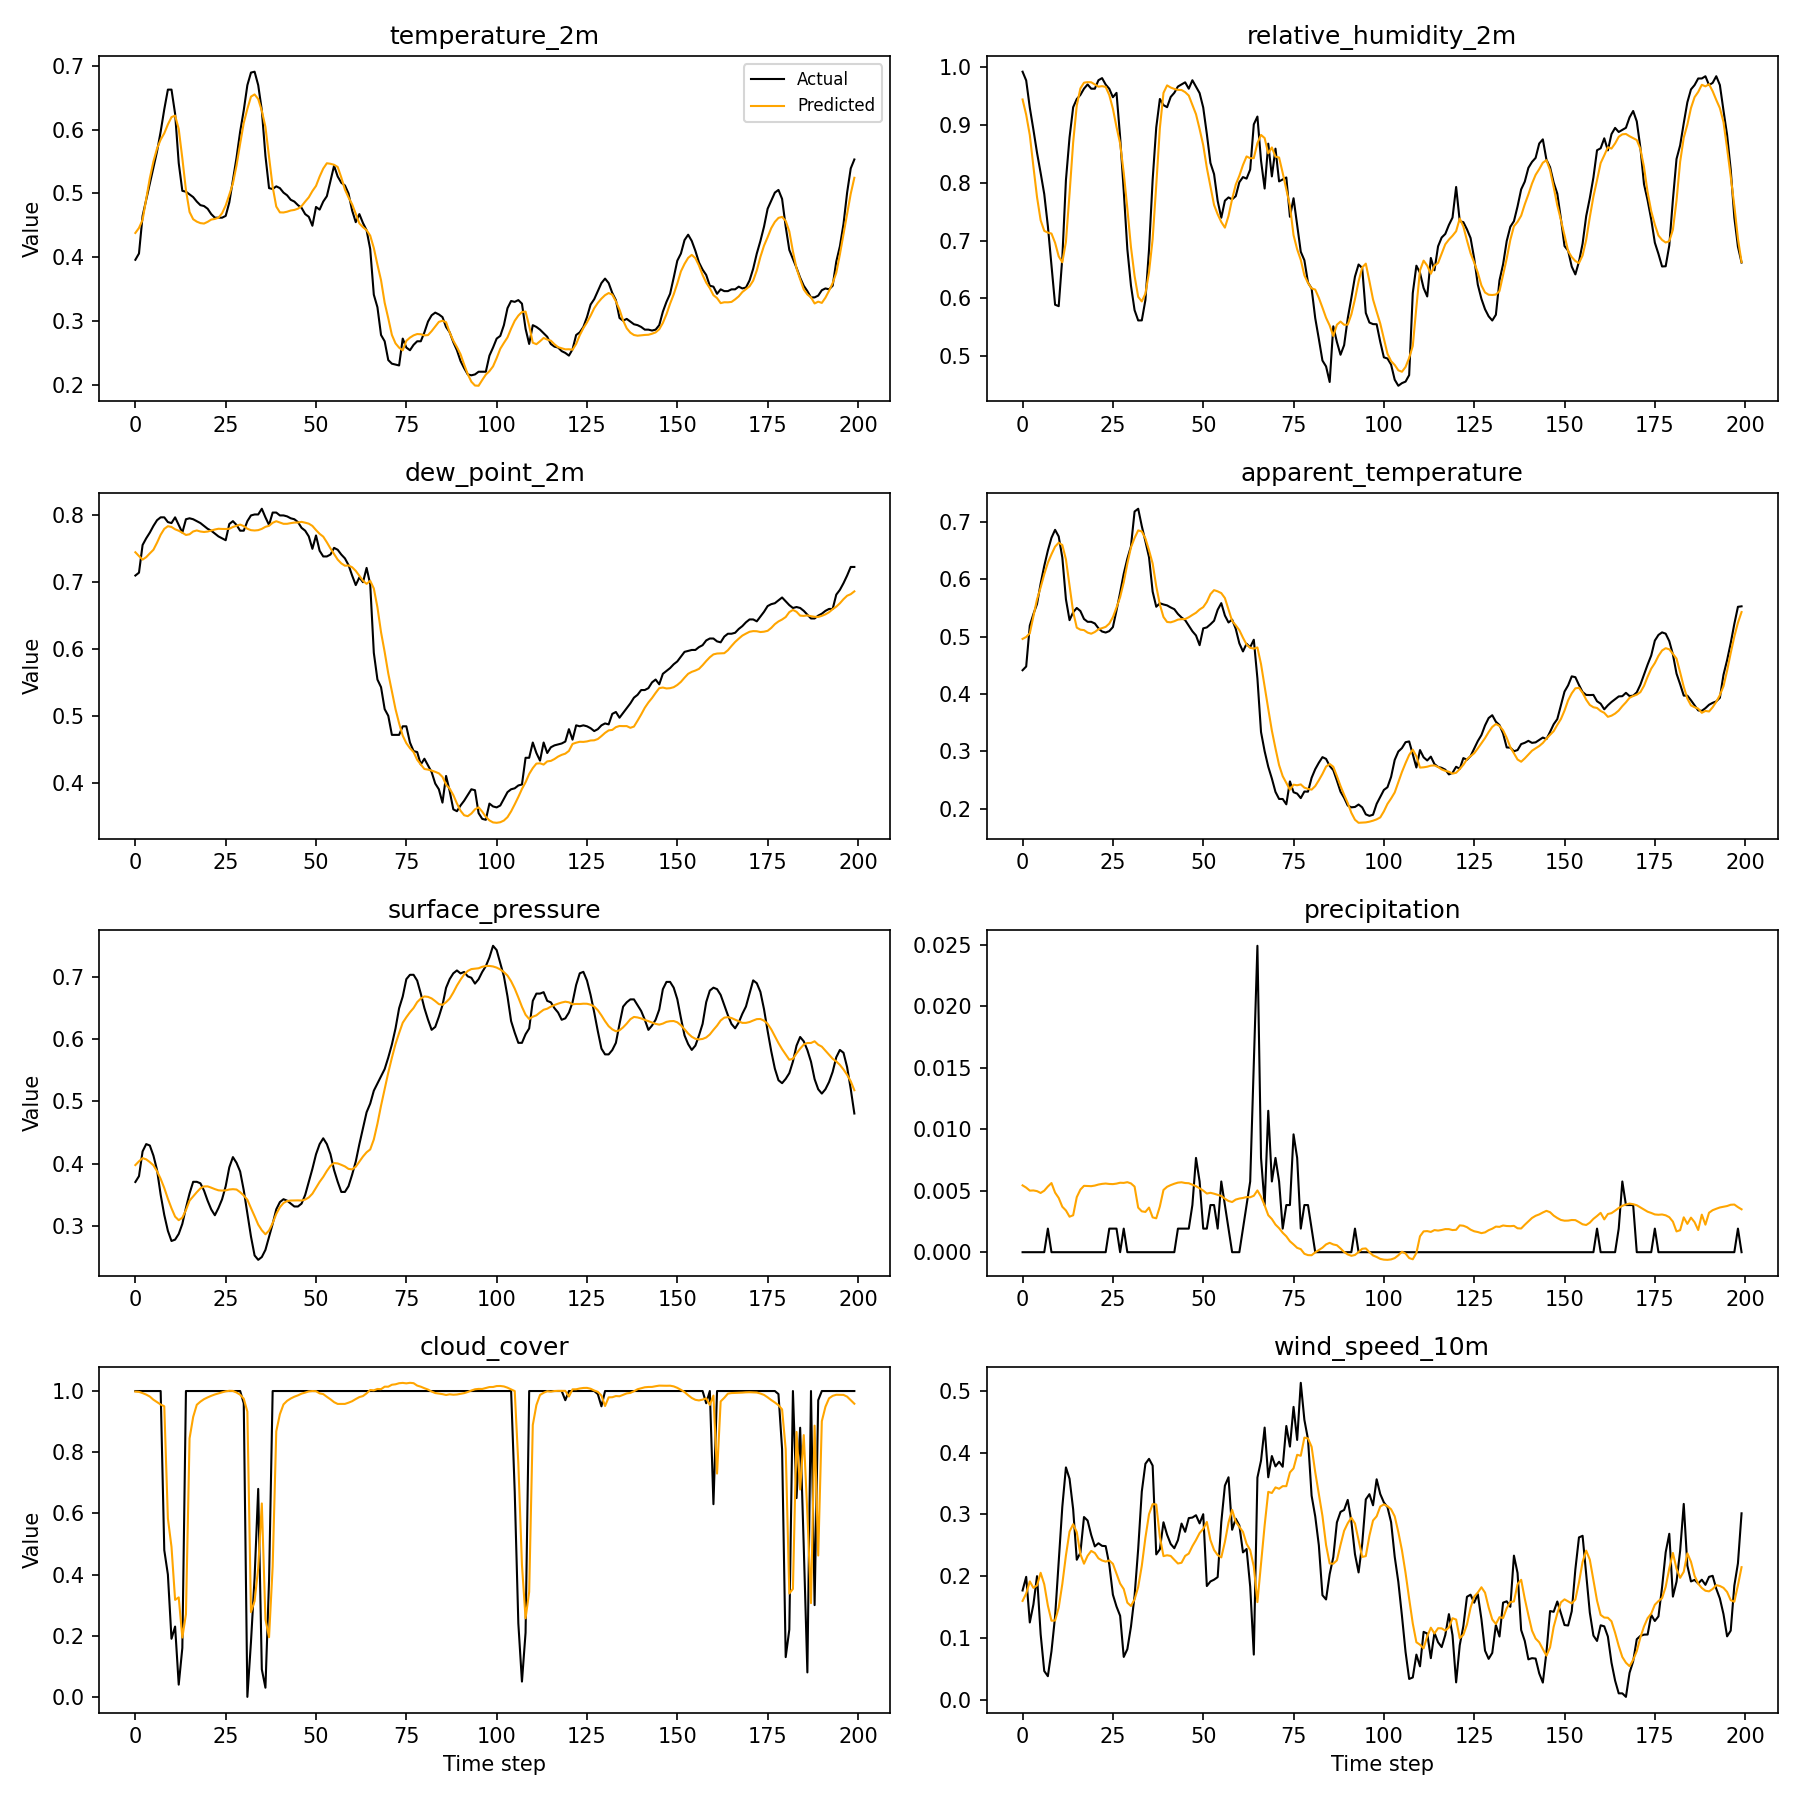 temperature_2m
Value
0.7
0.6
0.5
0.4
0.3
0.2
0 25 50 75 100 125 150 175 200
Actual
Predicted
relative_humidity_2m
1.0
0.9
0.8
0.7
0.6
0.5
0 25 50 75 100 125 150 175 200
dew_point_2m
Value
0.8
0.7
0.6
0.5
0.4
0 25 50 75 100 125 150 175 200
apparent_temperature
0.7
0.6
0.5
0.4
0.3
0.2
0 25 50 75 100 125 150 175 200
surface_pressure
Value
0.7
0.6
0.5
0.4
0.3
0 25 50 75 100 125 150 175 200
precipitation
0.025
0.020
0.015
0.010
0.005
0.000
0 25 50 75 100 125 150 175 200
cloud_cover
Value
1.0
0.8
0.6
0.4
0.2
0.0
0 25 50 75 100 125 150 175 200
Time step
wind_speed_10m
0.5
0.4
0.3
0.2
0.1
0.0
0 25 50 75 100 125 150 175 200
Time step